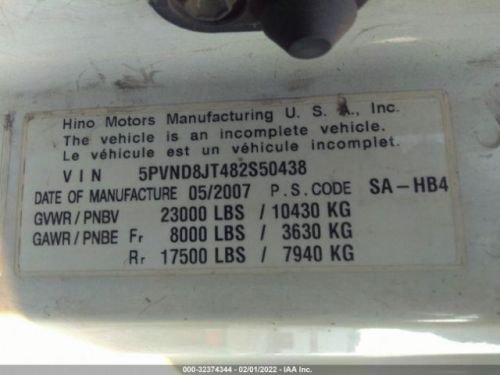 Hino Motors Manufacturing U. S. A., Inc.
The vehicle is an incomplete vehicle.
Le véhicule est un véhicule incomplet.
VIN 5PVND8JT482S50438
DATE OF MANUFACTURE 05/2007 P.S.CODE SA-HB4
GVWR / PNBV 23000 LBS / 10430 KG
GAWR / PNBE Fr 8000 LBS / 3630 KG
Rr 17500 LBS / 7940 KG
000-32374344 - 02/01/2022 - IAA Inc.